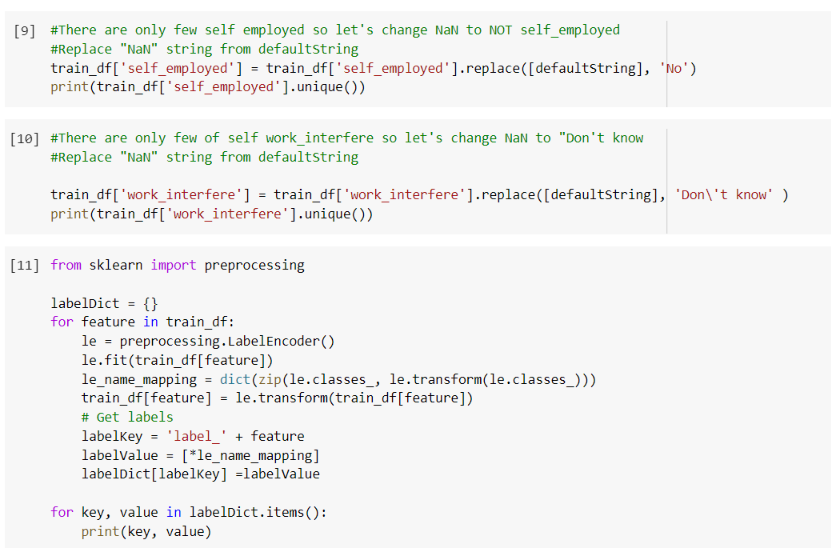 [9] #There are only few self employed so let's change NaN to NOT self_employed
#Replace "NaN" string from defaultString
train_df['self_employed'] = train_df['self_employed'].replace([defaultString], 'No')
print(train_df['self_employed'].unique())
[10] #There are only few of self work_interfere so let's change NaN to "Don't know
#Replace "NaN" string from defaultString
train_df['work_interfere'] = train_df['work_interfere'].replace([defaultString], 'Don\'t know' )
print(train_df['work_interfere'].unique())
[11] from sklearn import preprocessing
labelDict = {}
for feature in train_df:
    le = preprocessing.LabelEncoder()
    le.fit(train_df[feature])
    le_name_mapping = dict(zip(le.classes_, le.transform(le.classes_)))
    train_df[feature] = le.transform(train_df[feature])
    # Get labels
    labelKey = 'label_' + feature
    labelValue = [*le_name_mapping]
    labelDict[labelKey] =labelValue
for key, value in labelDict.items():
    print(key, value)